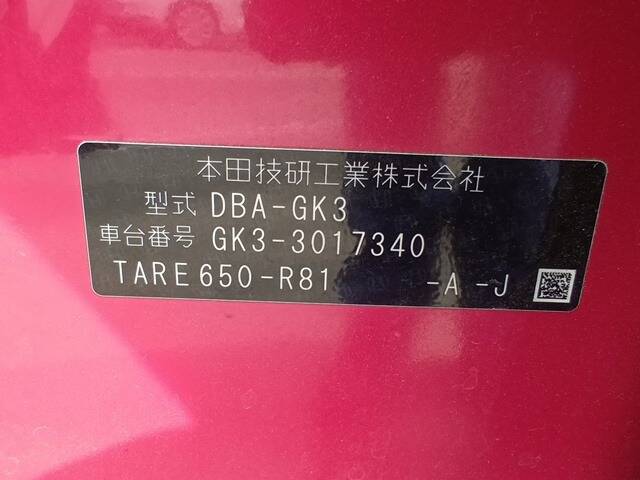 本田技研工業株式会社
型式 DBA-GK3
車台番号 GK3-3017340
TARE650-R81 -A -J